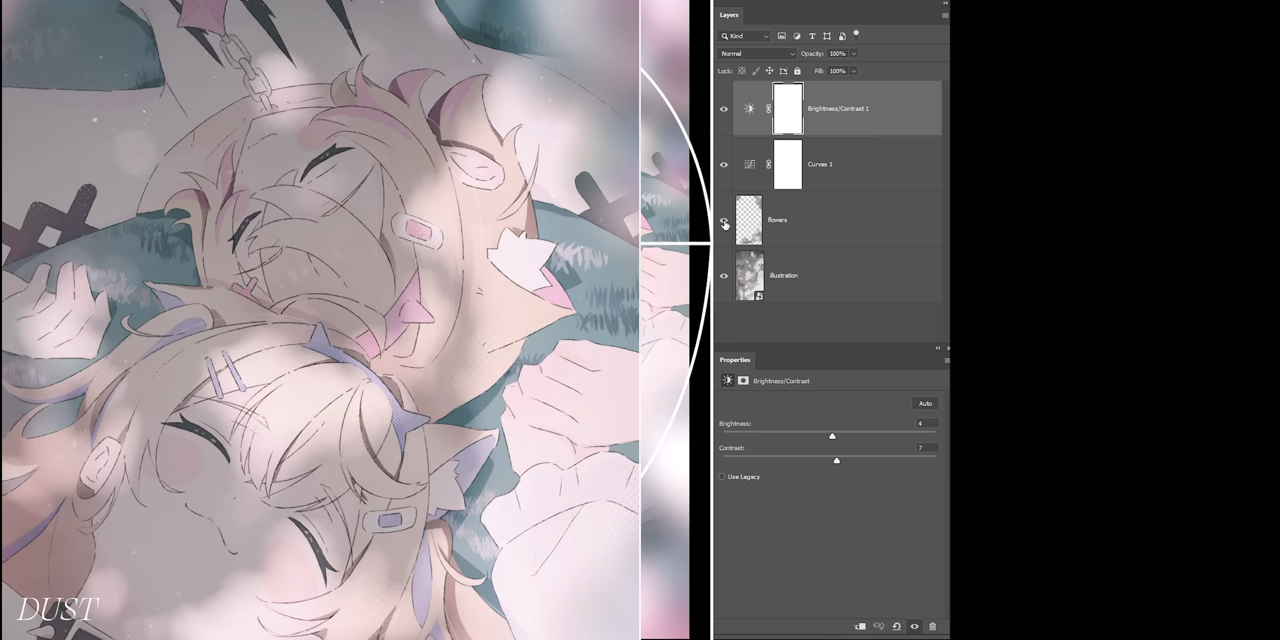 Layers
Kind
Normal Opacity: 100%
Lock: Fill: 100%
Brightness/Contrast 1
Curves 1
flowers
illustration
Properties
Brightness/Contrast
Auto
Brightness: 4
Contrast: 7
Use Legacy
DUST